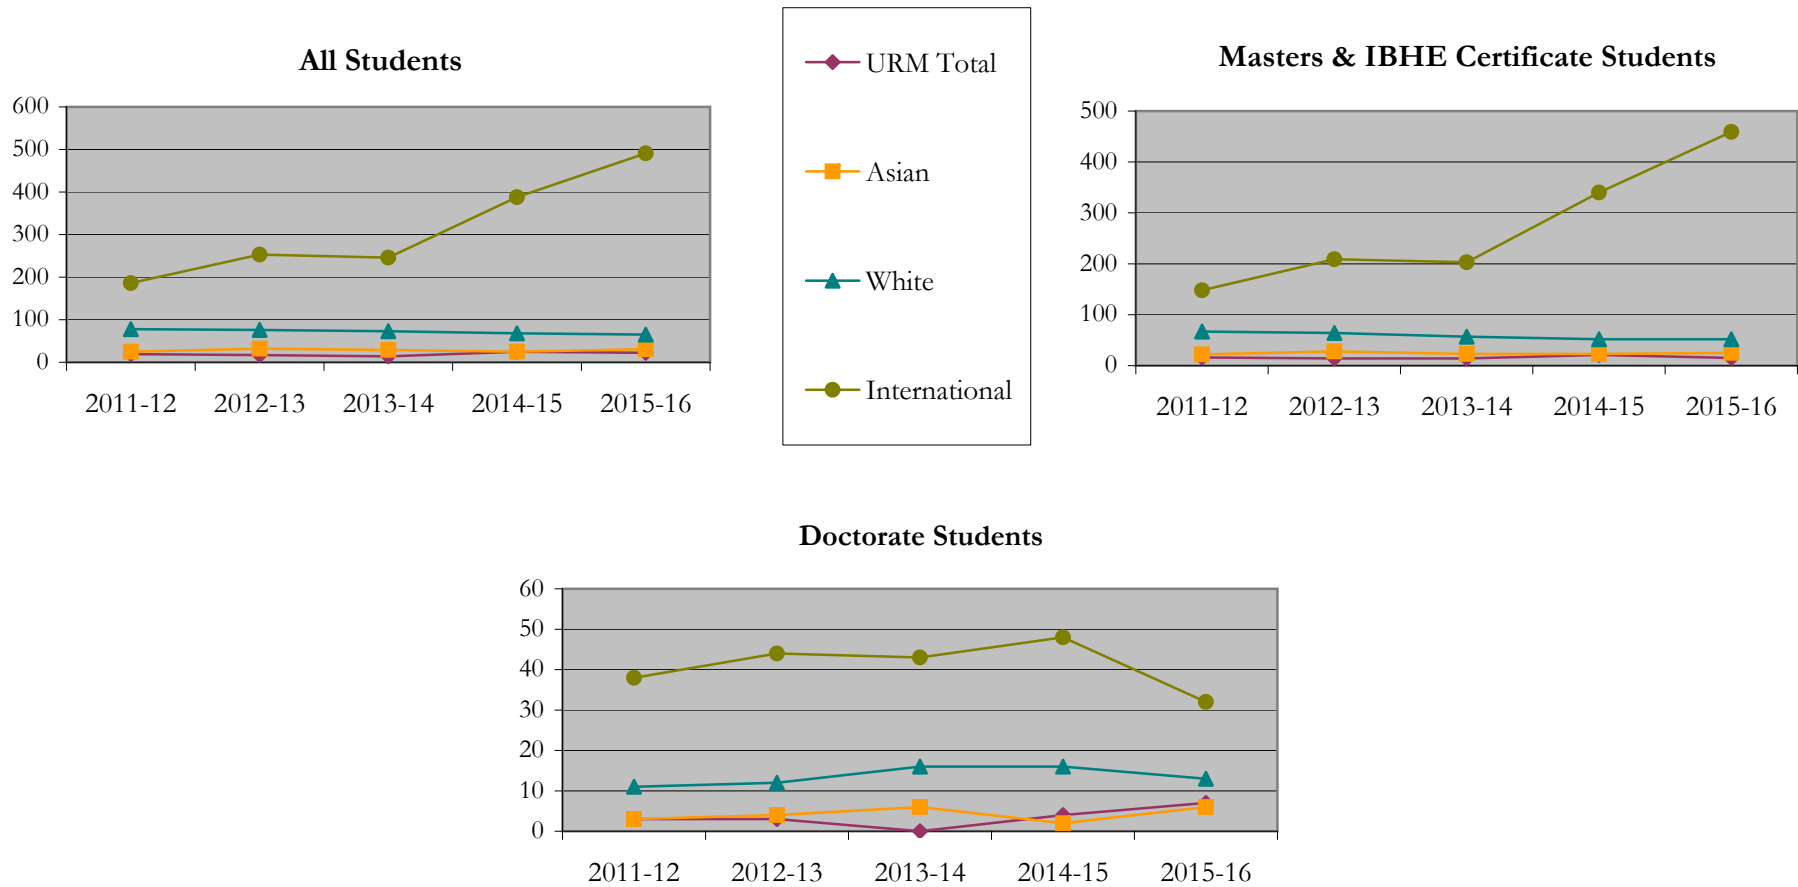 All Students
600
500
400
300
200
100
0
2011-12 2012-13 2013-14 2014-15 2015-16
URM Total
Asian
White
International
Masters & IBHE Certificate Students
500
400
300
200
100
0
2011-12 2012-13 2013-14 2014-15 2015-16
Doctorate Students
60
50
40
30
20
10
0
2011-12 2012-13 2013-14 2014-15 2015-16